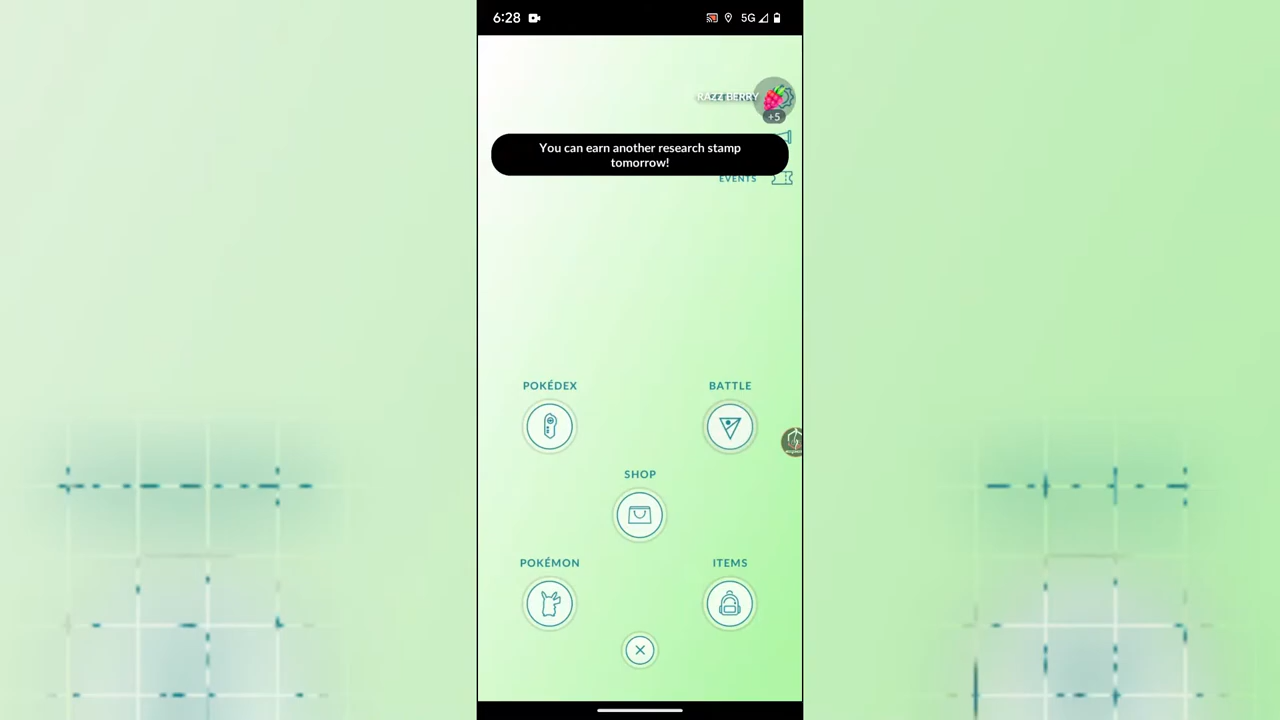 6:28
5G
RAZZ BERRY
+5
You can earn another research stamp
tomorrow!
EVENTS
POKÉDEX
BATTLE
SHOP
POKÉMON
ITEMS